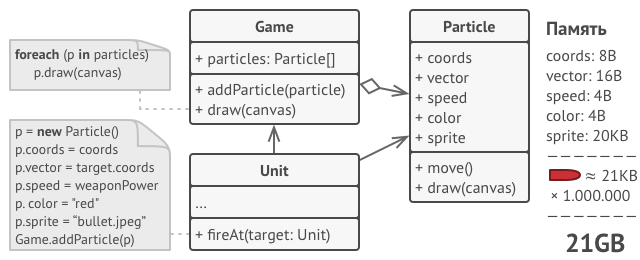 foreach (p in particles)
p.draw(canvas)
p = new Particle()
p.coords = coords
p.vector = target.coords
p.speed = weaponPower
p. color = "red"
p.sprite = “bullet.jpeg”
Game.addParticle(p)
Game
+ particles: Particle[]
+ addParticle(particle)
+ draw(canvas)
Unit
...
+ fireAt(target: Unit)
Particle
+ coords
+ vector
+ speed
+ color
+ sprite
+ move()
+ draw(canvas)
Память
coords: 8B
vector: 16B
speed: 4B
color: 4B
sprite: 20KB
≈ 21KB
× 1.000.000
21GB